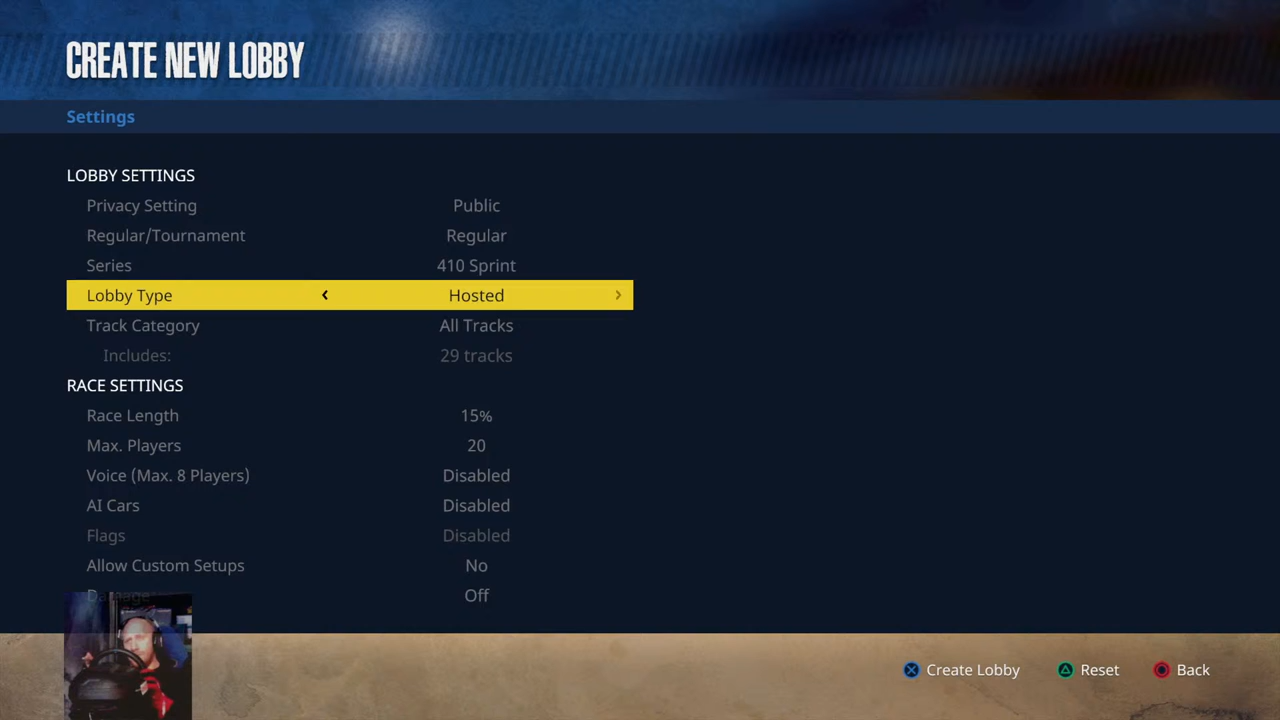 CREATE NEW LOBBY
Settings
LOBBY SETTINGS
Privacy Setting Public
Regular/Tournament Regular
Series 410 Sprint
Lobby Type Hosted
Track Category All Tracks
Includes: 29 tracks
RACE SETTINGS
Race Length 15%
Max. Players 20
Voice (Max. 8 Players) Disabled
AI Cars Disabled
Flags Disabled
Allow Custom Setups No
Damage Off
Create Lobby Reset Back